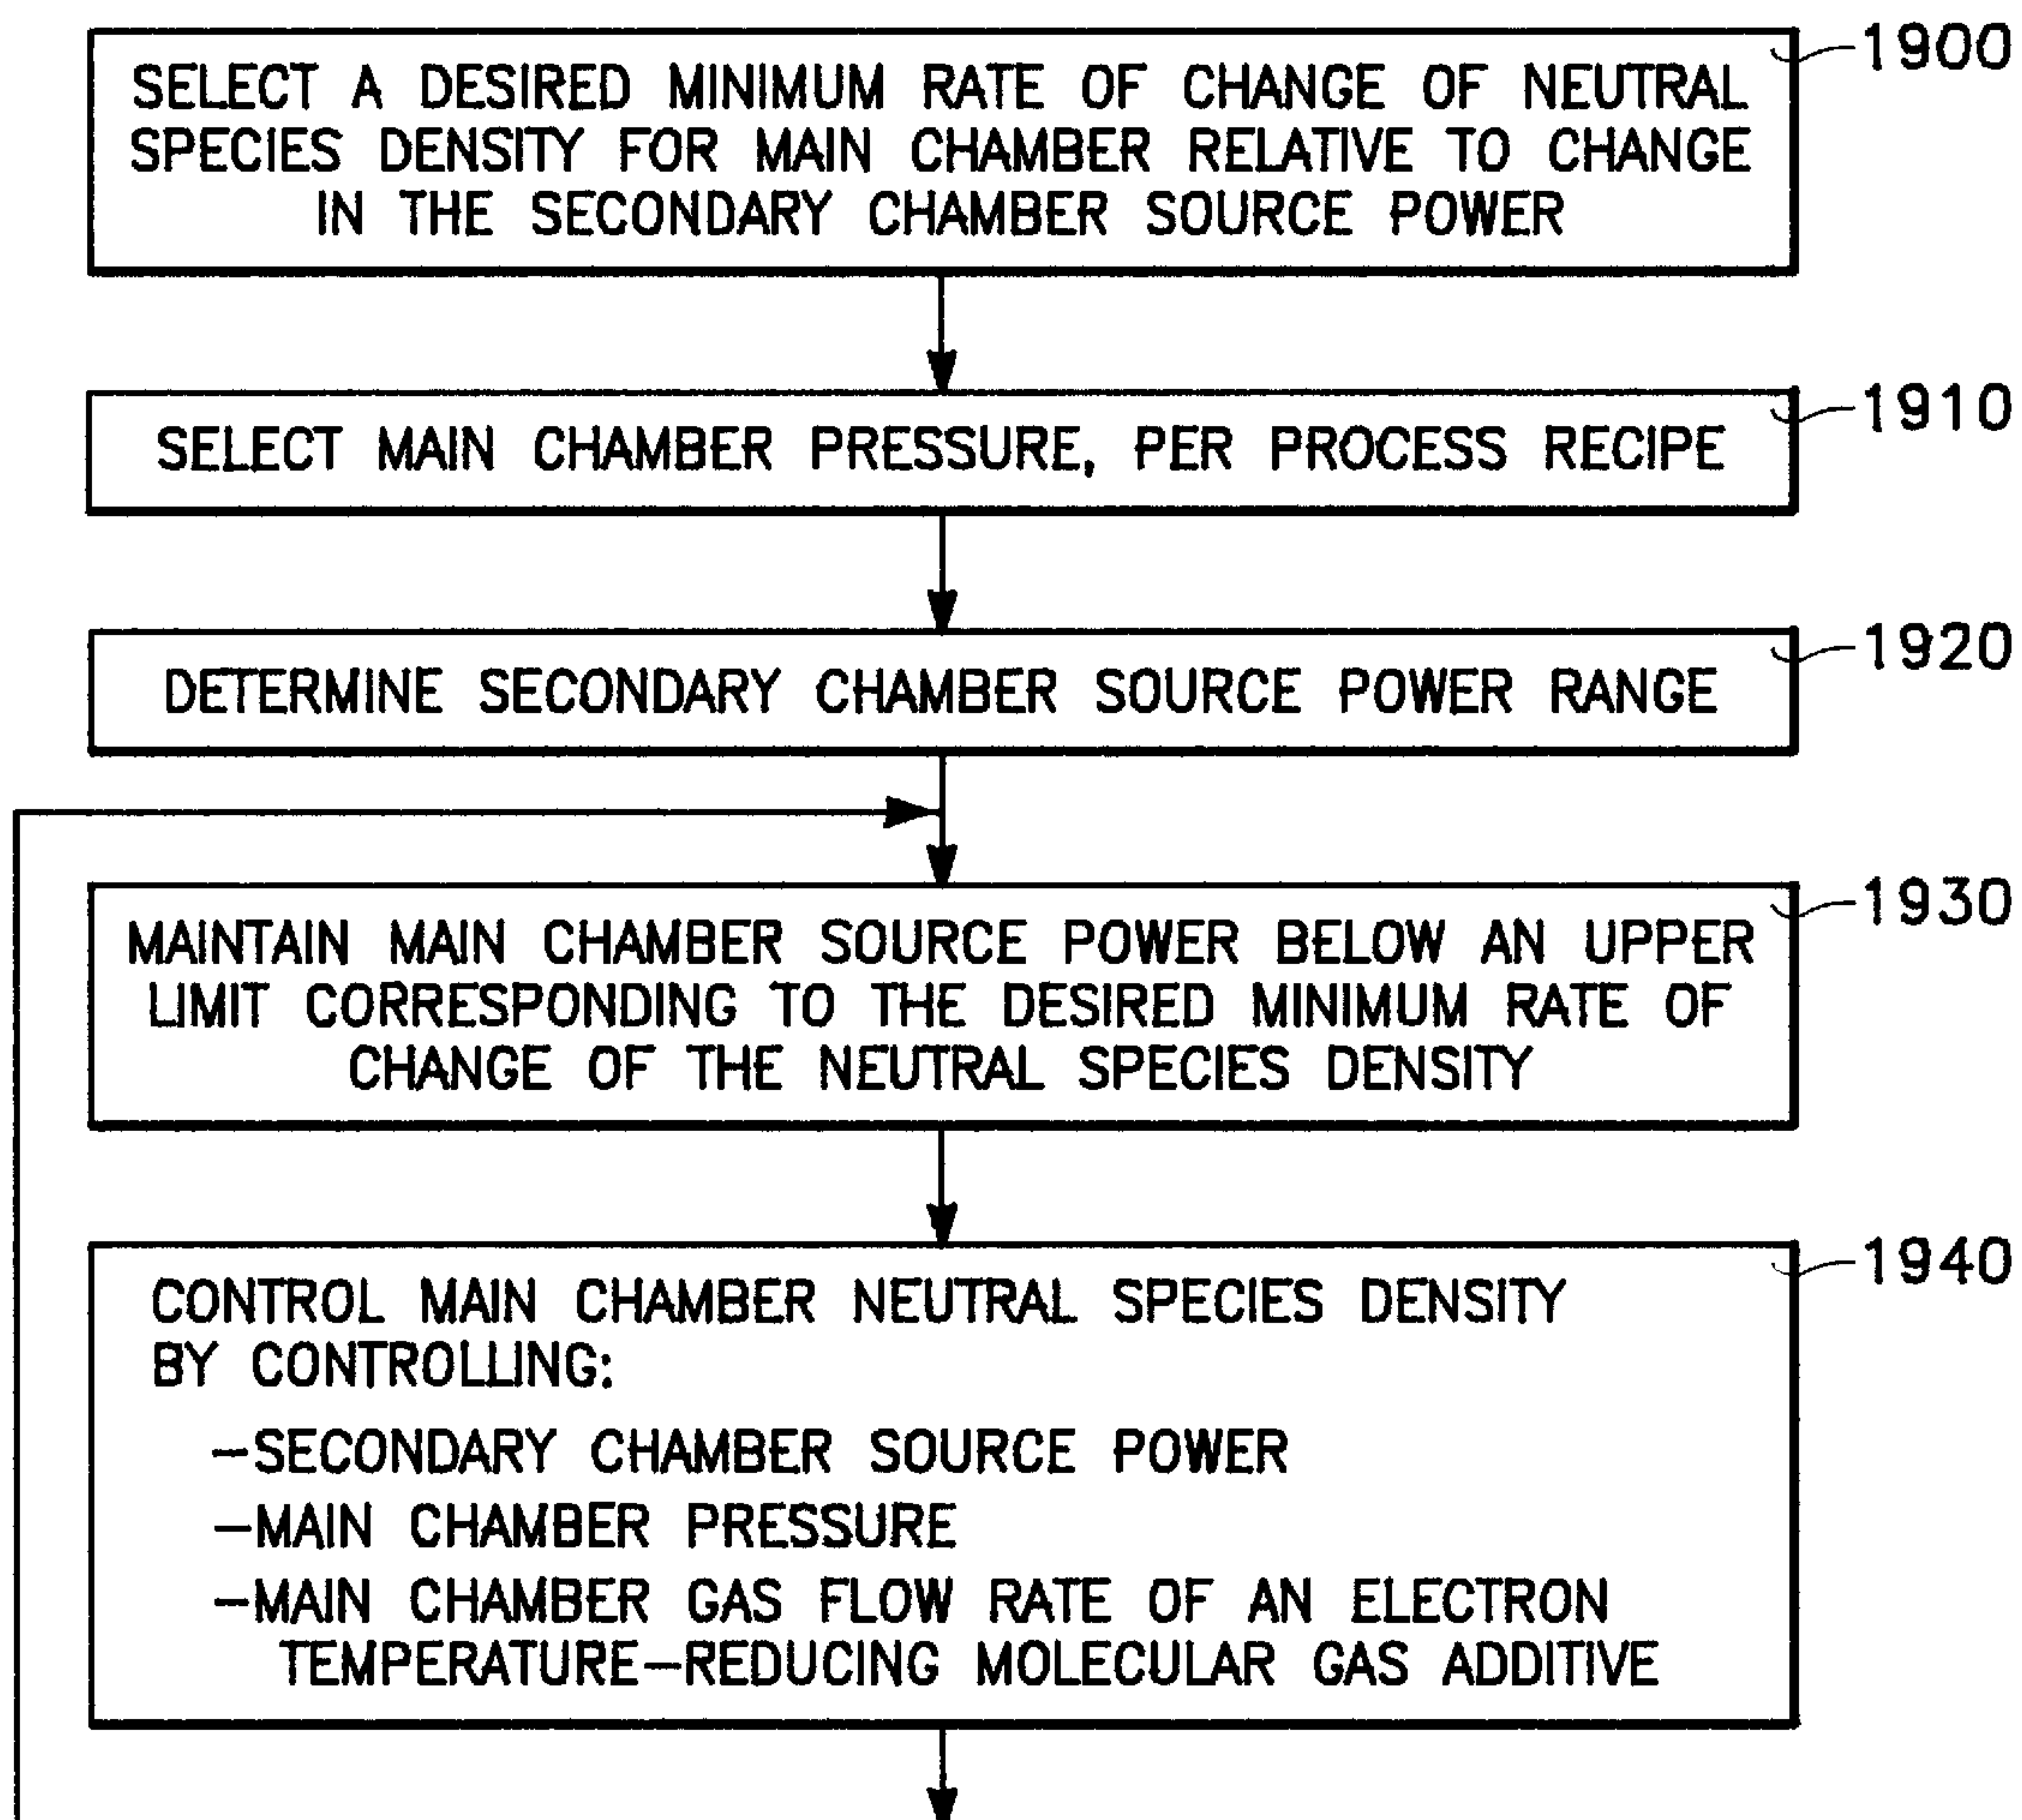 1900
SELECT A DESIRED MINIMUM RATE OF CHANGE OF NEUTRAL
SPECIES DENSITY FOR MAIN CHAMBER RELATIVE TO CHANGE
IN THE SECONDARY CHAMBER SOURCE POWER
1910
SELECT MAIN CHAMBER PRESSURE, PER PROCESS RECIPE
1920
DETERMINE SECONDARY CHAMBER SOURCE POWER RANGE
1930
MAINTAIN MAIN CHAMBER SOURCE POWER BELOW AN UPPER
LIMIT CORRESPONDING TO THE DESIRED MINIMUM RATE OF
CHANGE OF THE NEUTRAL SPECIES DENSITY
1940
CONTROL MAIN CHAMBER NEUTRAL SPECIES DENSITY
BY CONTROLLING:
–SECONDARY CHAMBER SOURCE POWER
–MAIN CHAMBER PRESSURE
–MAIN CHAMBER GAS FLOW RATE OF AN ELECTRON
TEMPERATURE–REDUCING MOLECULAR GAS ADDITIVE